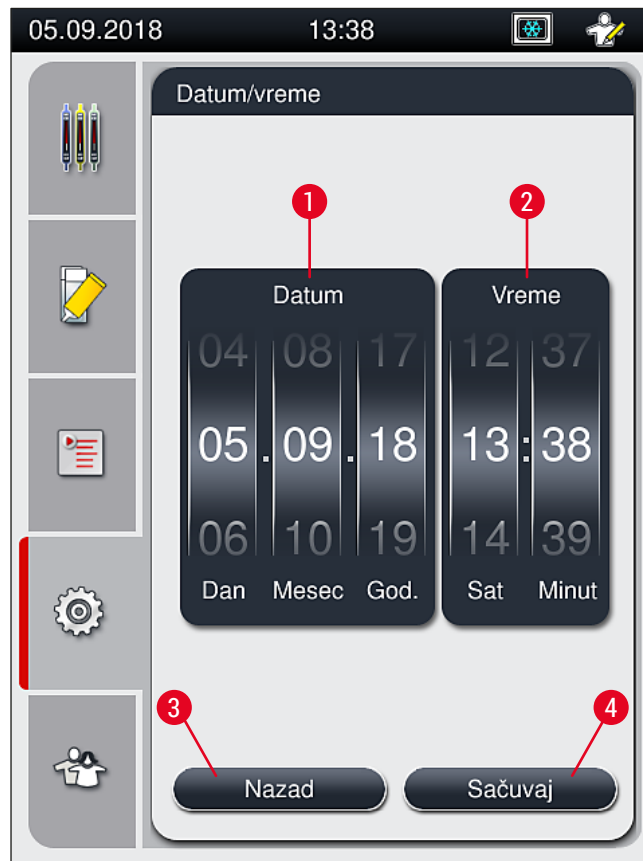 05.09.2018 13:38
Datum/vreme
1 2
Datum Vreme
04 08 17 12 37
05 . 09 . 18 13 : 38
06 10 19 14 39
Dan Mesec God. Sat Minut
3 4
Nazad Sačuvaj